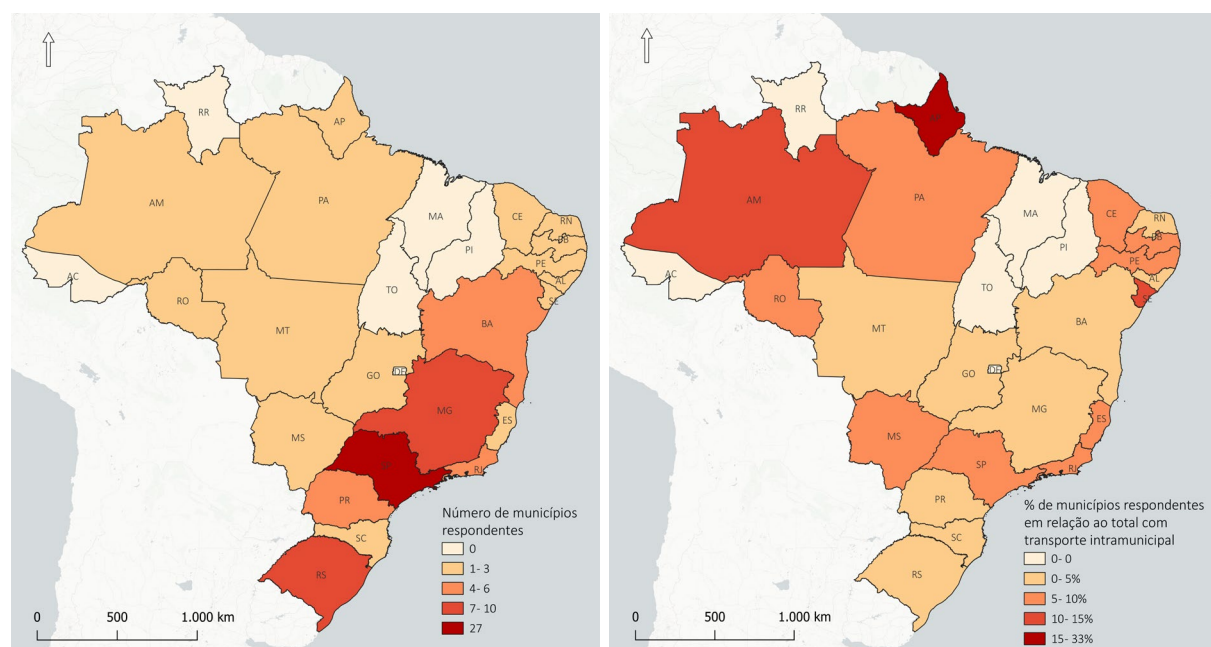 RR
AP
AM
PA
MA
CE
RN
PB
PI
PE
AC
AL
TO
SE
RO
BA
MT
DF
GO
MG
ES
MS
SP
RJ
PR
SC
RS
Número de municípios
respondentes
0
1- 3
4- 6
7- 10
27
0 500 1.000 km
RR
AP
AM
PA
MA
CE
RN
PB
PI
PE
AC
AL
TO
SE
RO
BA
MT
DF
GO
MG
ES
MS
SP
RJ
PR
SC
RS
% de municípios respondentes
em relação ao total com
transporte intramunicipal
0- 0
0- 5%
5- 10%
10- 15%
15- 33%
0 500 1.000 km